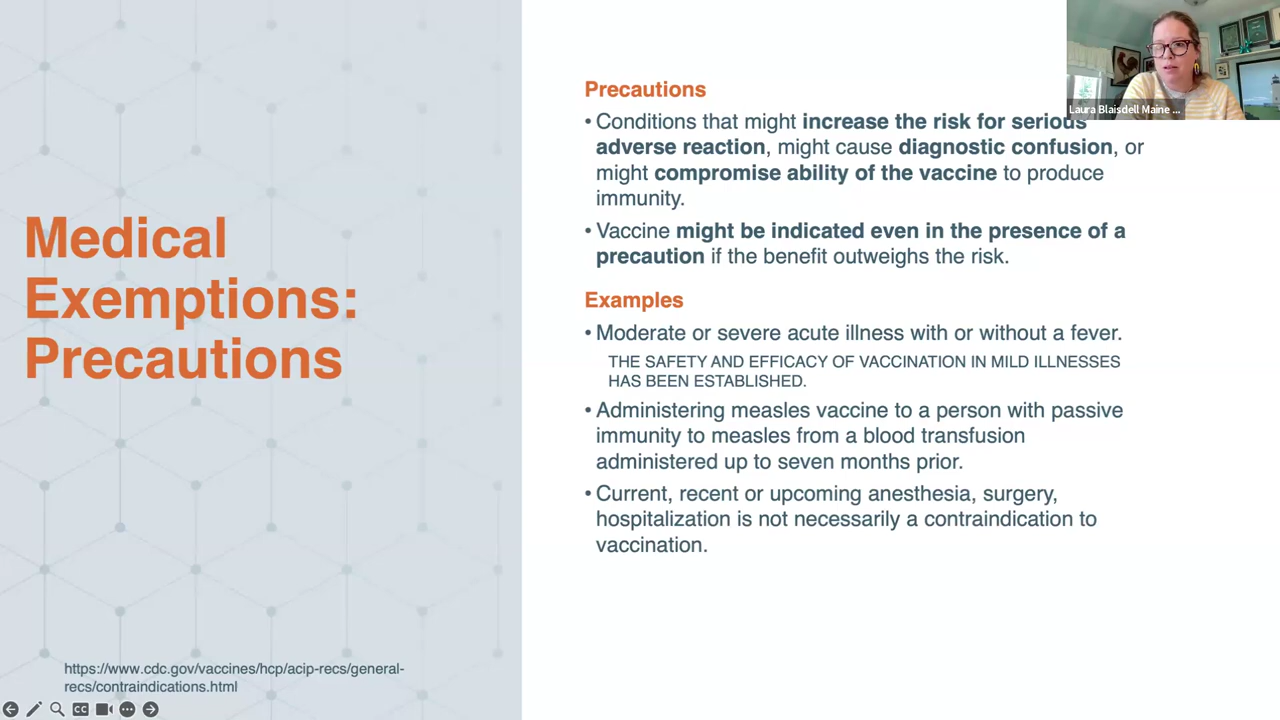 Medical
Exemptions:
Precautions
https://www.cdc.gov/vaccines/hcp/acip-recs/general-
recs/contraindications.html
CC
Precautions
• Conditions that might increase the risk for serious
adverse reaction, might cause diagnostic confusion, or
might compromise ability of the vaccine to produce
immunity.
• Vaccine might be indicated even in the presence of a
precaution if the benefit outweighs the risk.
Examples
• Moderate or severe acute illness with or without a fever.
THE SAFETY AND EFFICACY OF VACCINATION IN MILD ILLNESSES
HAS BEEN ESTABLISHED.
• Administering measles vaccine to a person with passive
immunity to measles from a blood transfusion
administered up to seven months prior.
• Current, recent or upcoming anesthesia, surgery,
hospitalization is not necessarily a contraindication to
vaccination.
Laura Blaisdell Maine ...